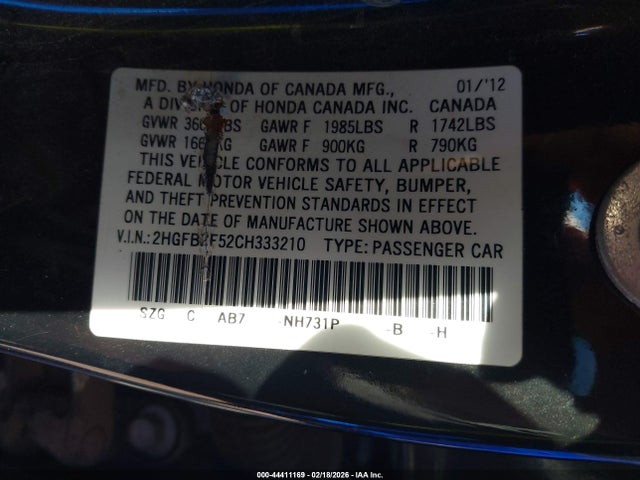 MFD. BY HONDA OF CANADA MFG., 01/'12
A DIVISION OF HONDA CANADA INC. CANADA
GVWR GAWR F 1985LBS R 1742LBS
GVWR GAWR F 900KG R 790KG
THIS VEHICLE CONFORMS TO ALL APPLICABLE
FEDERAL MOTOR VEHICLE SAFETY, BUMPER,
AND THEFT PREVENTION STANDARDS IN EFFECT
ON THE DATE OF MANUFACTURE SHOWN ABOVE.
V.I.N.: TYPE: PASSENGER CAR
SZG C AB7 -NH731P -B -H
000-44411169 - 02/18/2026 - IAA Inc.